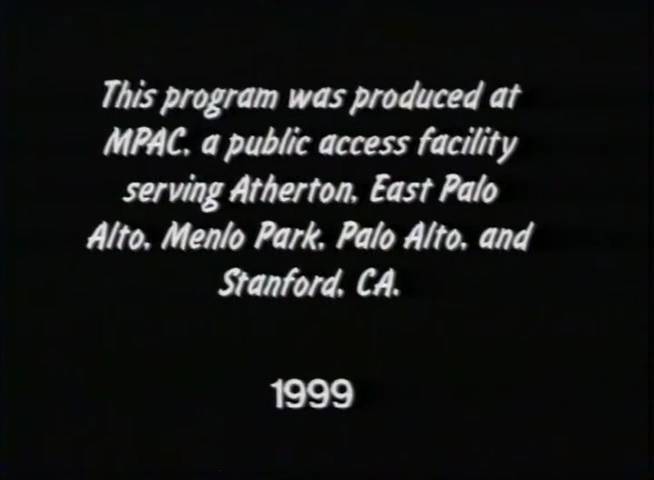 This program was produced at
MPAC, a public access facility
serving Atherton, East Palo
Alto, Menlo Park, Palo Alto, and
Stanford, CA.
1999